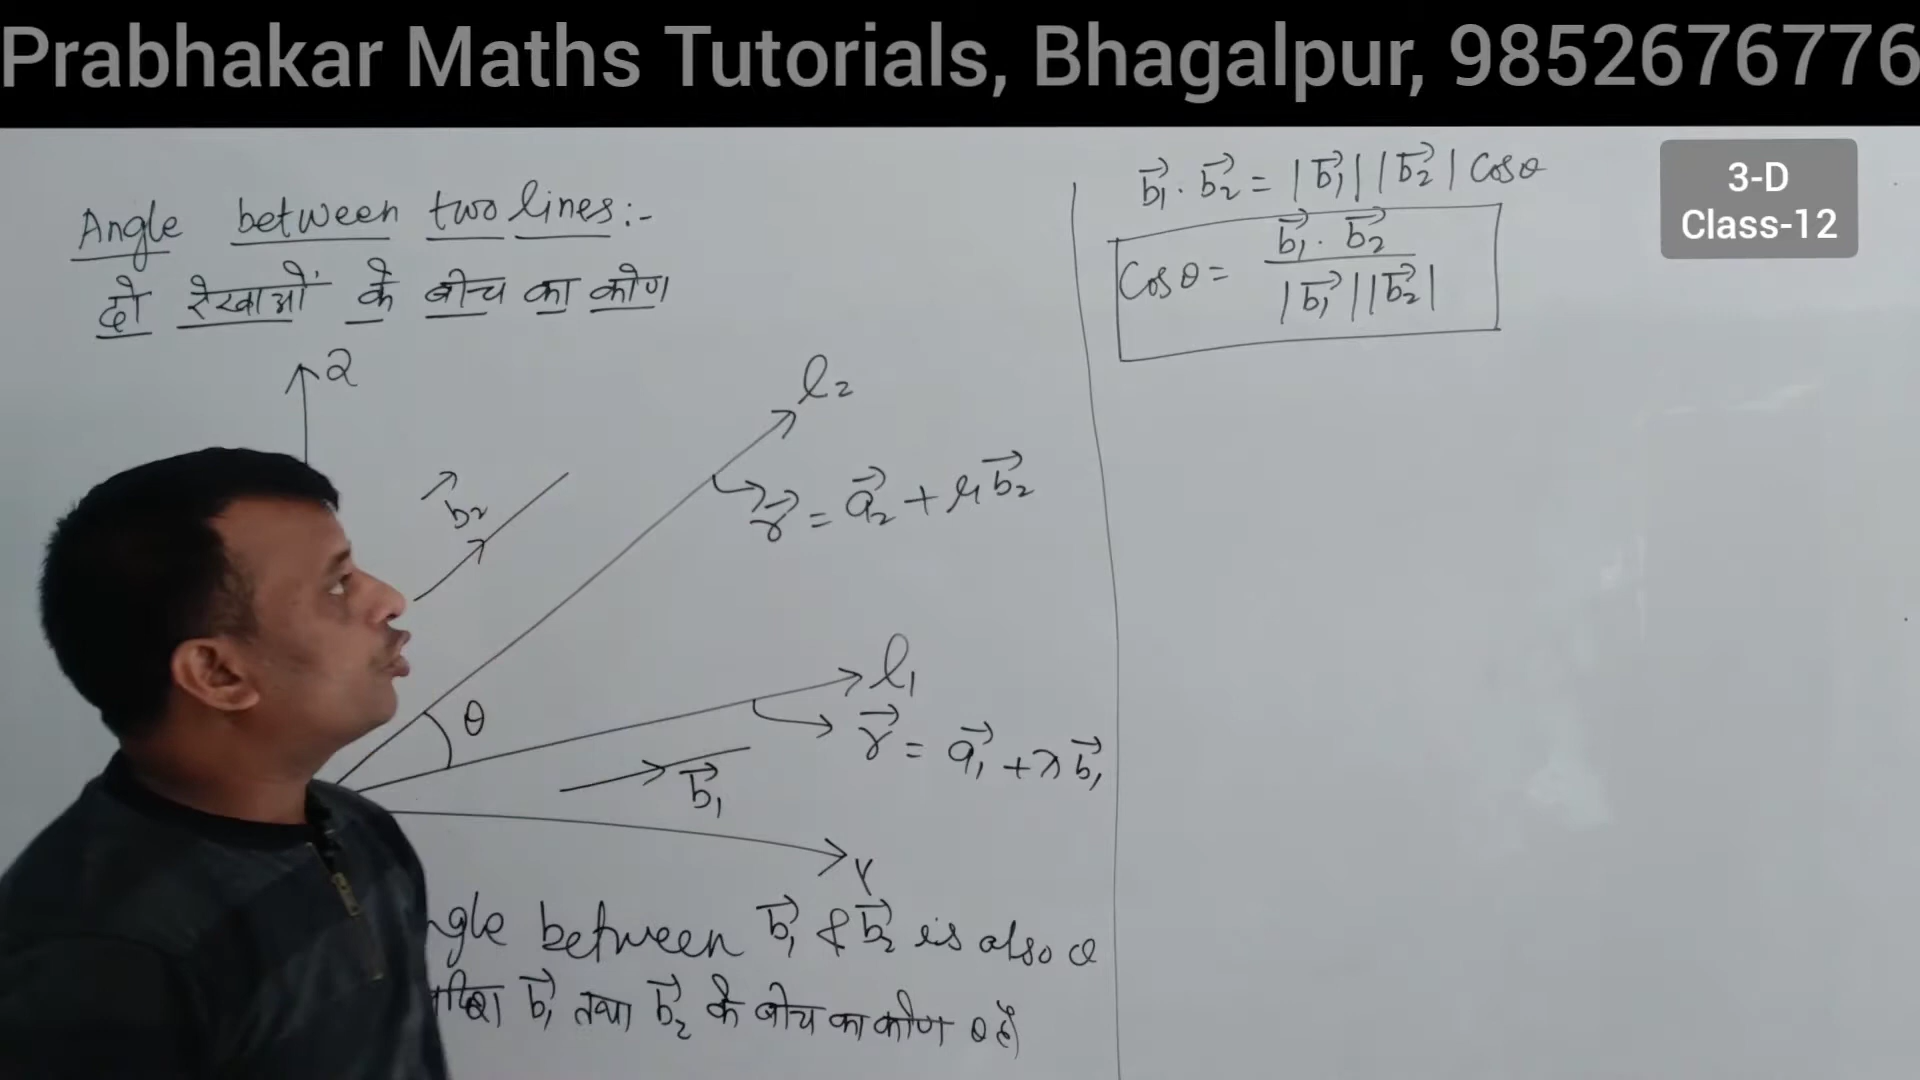 Prabhakar Maths Tutorials, Bhagalpur, 9852676776
3-D
Class-12
Angle between two lines:-
दो रेखाओं के बीच का कोण
Z
l₂
b₂⃗
r⃗ = a₂⃗ + μb₂⃗
θ
l₁
r⃗ = a₁⃗ + λb₁⃗
b₁⃗
Y
ngle between b₁⃗ & b₂⃗ is also θ
b₁⃗ तथा b₂⃗ के बीच का कोण θ है
b₁⃗ . b₂⃗ = |b₁⃗| |b₂⃗| Cosθ
Cosθ = b₁⃗ . b₂⃗ / |b₁⃗||b₂⃗|